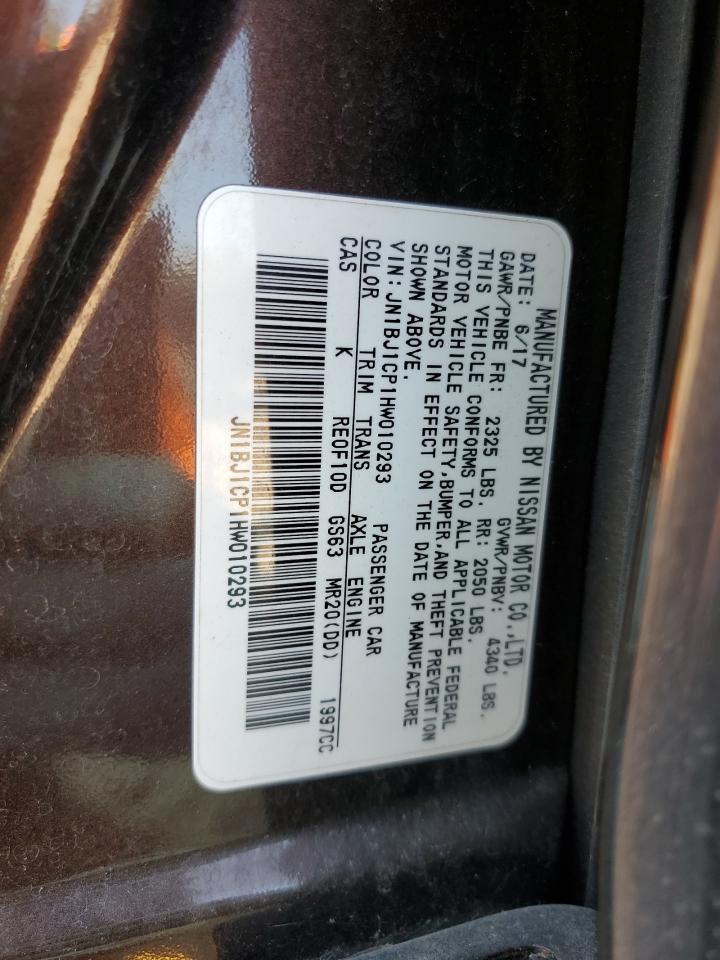 MANUFACTURED BY NISSAN MOTOR CO.,LTD.
DATE: 6/17 GVWR/PNBV: 4340 LBS.
GAWR/PNBE FR: 2325 LBS. RR: 2050 LBS.
THIS VEHICLE CONFORMS TO ALL APPLICABLE FEDERAL
MOTOR VEHICLE SAFETY,BUMPER,AND THEFT PREVENTION
STANDARDS IN EFFECT ON THE DATE OF MANUFACTURE
SHOWN ABOVE.
VIN: JN1BJ1CP1HW010293 PASSENGER CAR
COLOR TRIM TRANS AXLE ENGINE
CAS K RE0F10D GS63 MR20(DD) 1997CC
JN1BJ1CP1HW010293